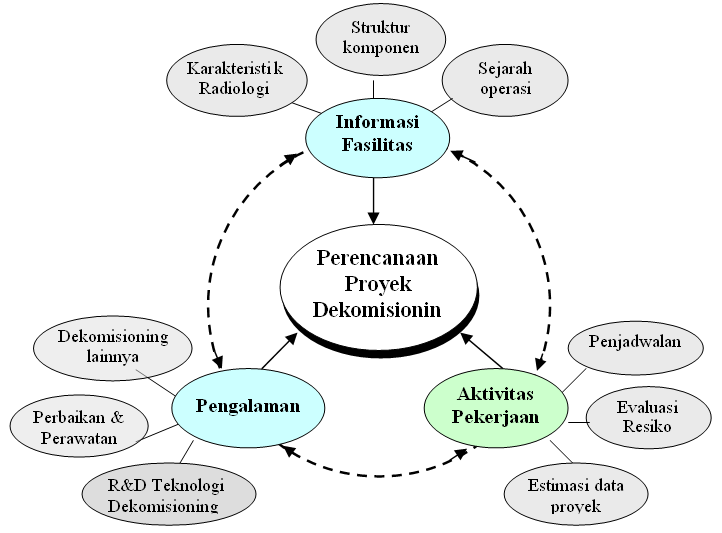 Struktur
komponen
Karakteristik
Radiologi
Sejarah
operasi
Informasi
Fasilitas
Perencanaan
Proyek
Dekomisionin
Dekomisioning
lainnya
Perbaikan &
Perawatan
R&D Teknologi
Dekomisioning
Pengalaman
Aktivitas
Pekerjaan
Penjadwalan
Evaluasi
Resiko
Estimasi data
proyek